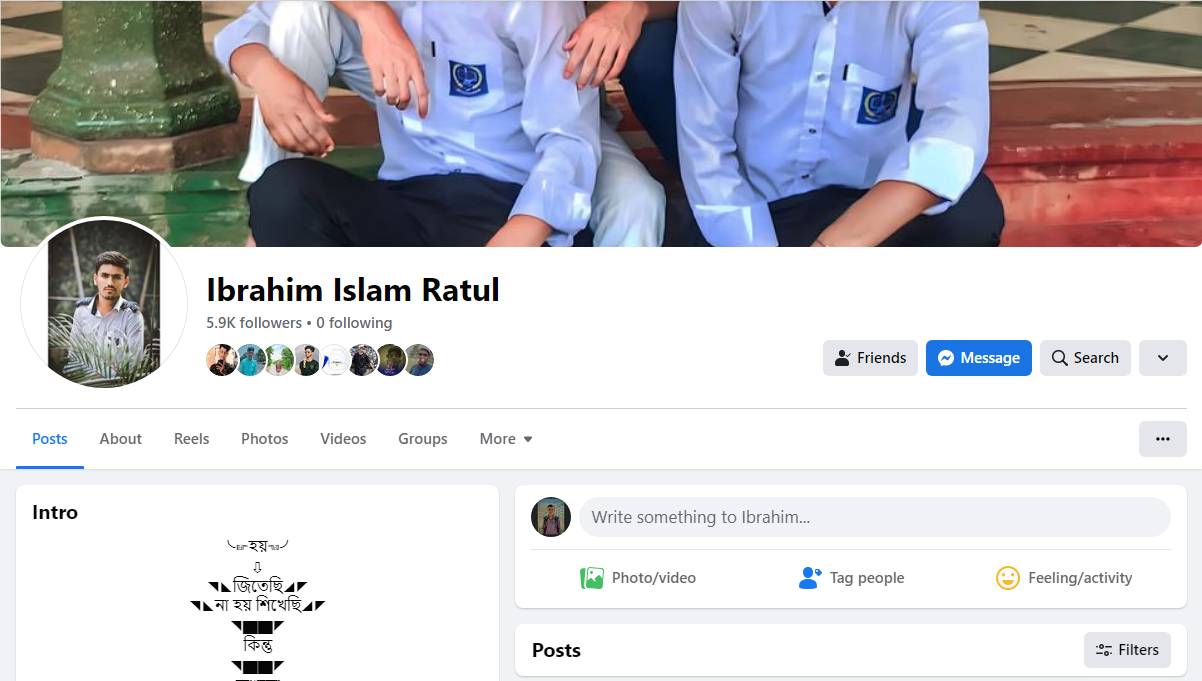 Ibrahim Islam Ratul
5.9K followers • 0 following
Friends
Message
Search
Posts
About
Reels
Photos
Videos
Groups
More
Intro
হয়
⇩
◥◣জিতেছি◢◤
◥◣না হয় শিখেছি◢◤
◥██◤
কিন্তু
◥██◤
Write something to Ibrahim...
Photo/video
Tag people
Feeling/activity
Posts
Filters